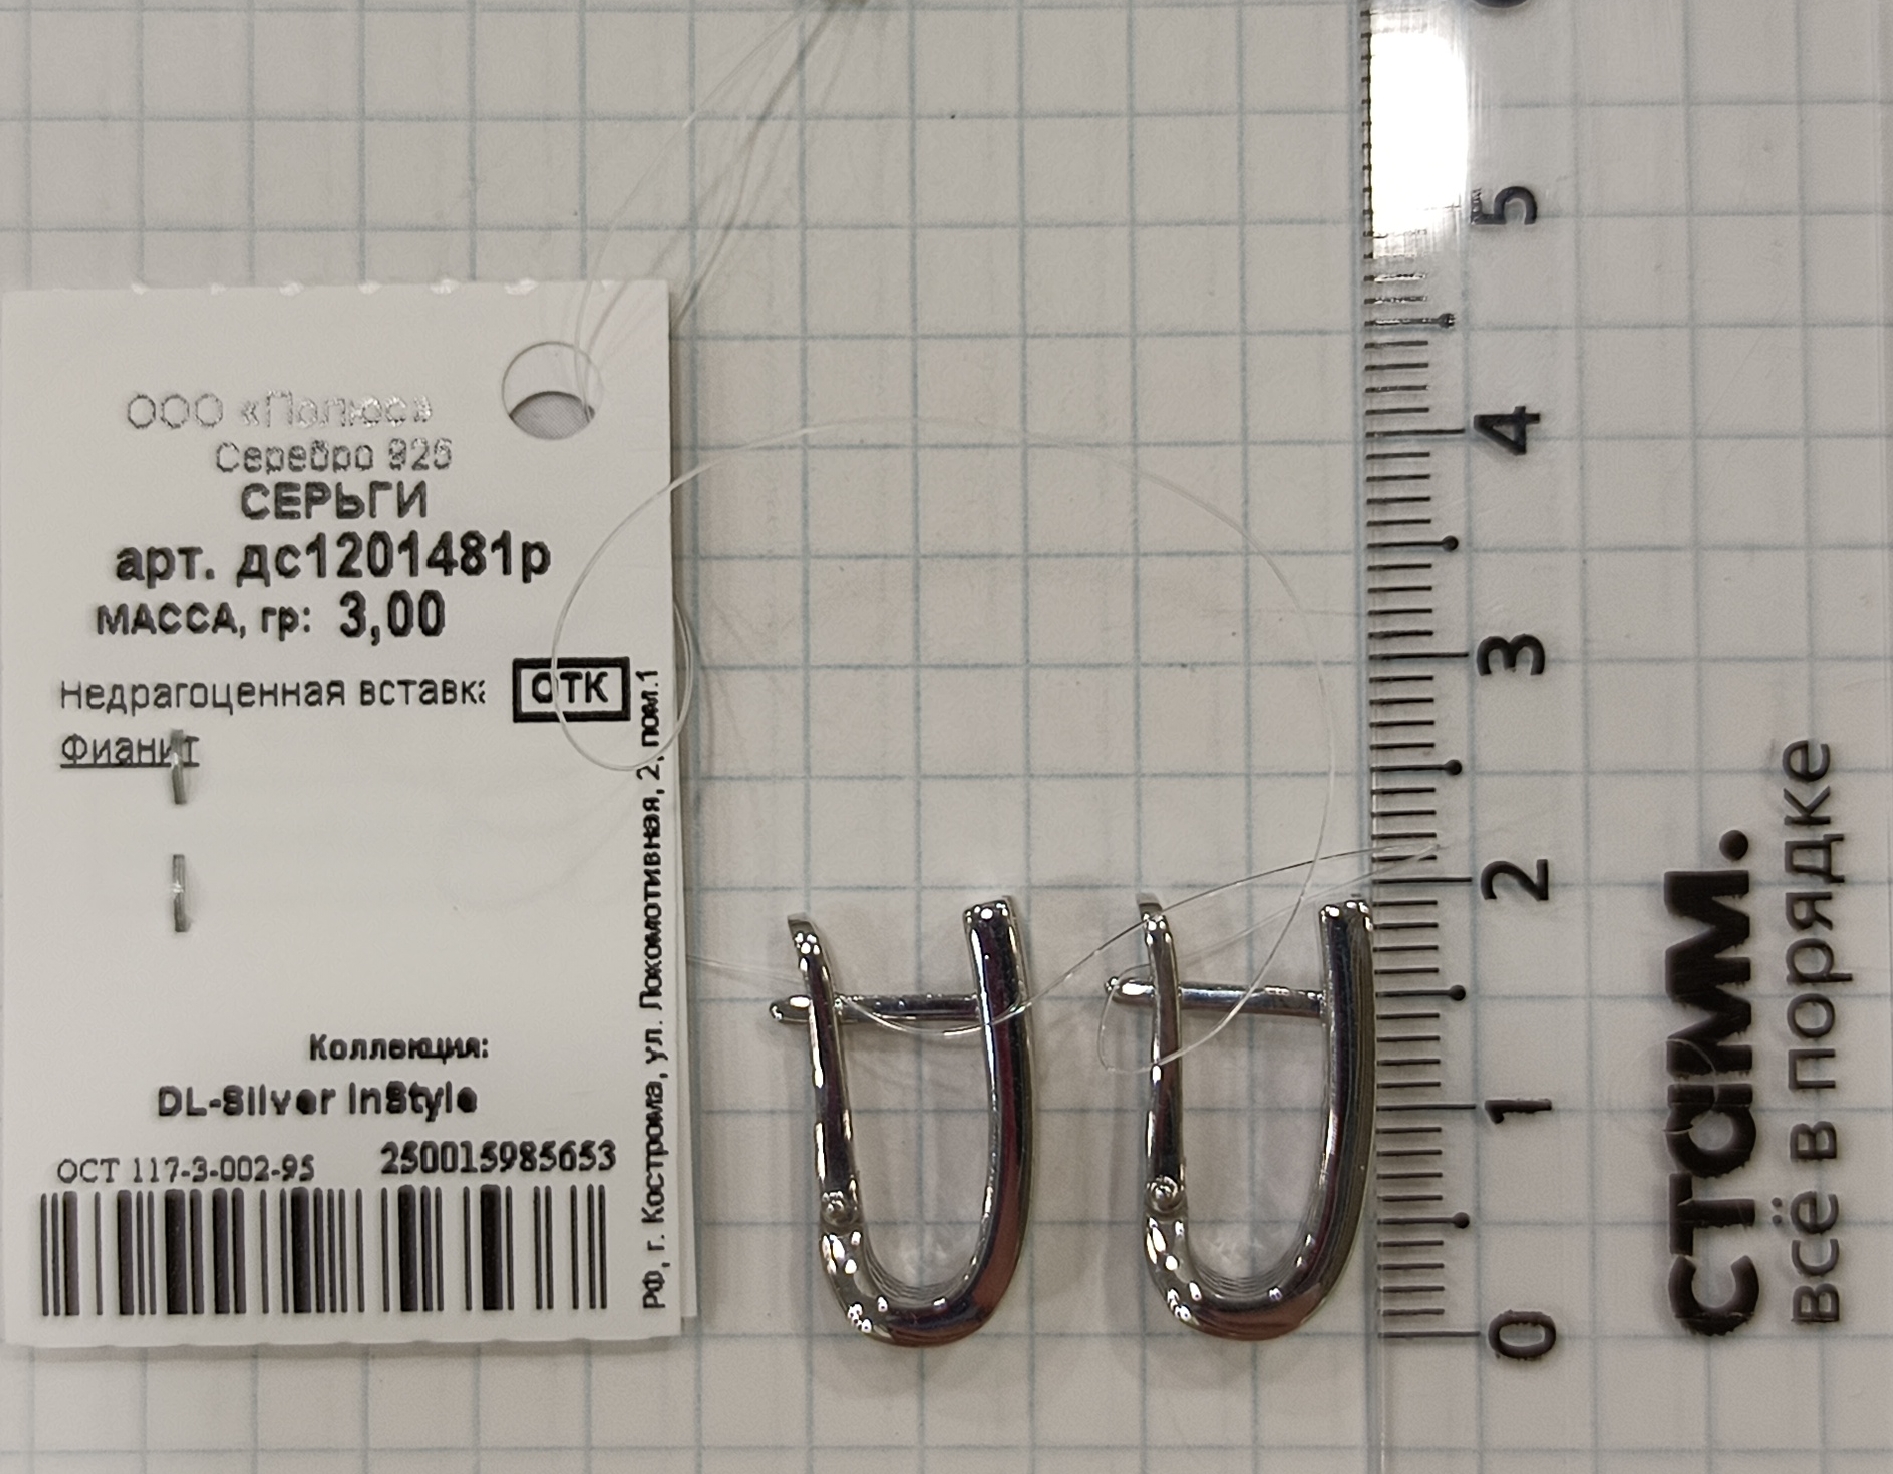 ООО «Полюс»
Серебро 925
СЕРЬГИ
арт. дс1201481р
МАССА, гр: 3,00
Недрагоценная вставка
ОТК
Фианит
Коллекция:
DL-Silver InStyle
ОСТ 117-3-002-95 250015985653
РФ, г. Кострома, ул. Локомотивная, 2, пом.1
5
4
3
2
1
0
СТАММ.
всё в порядке